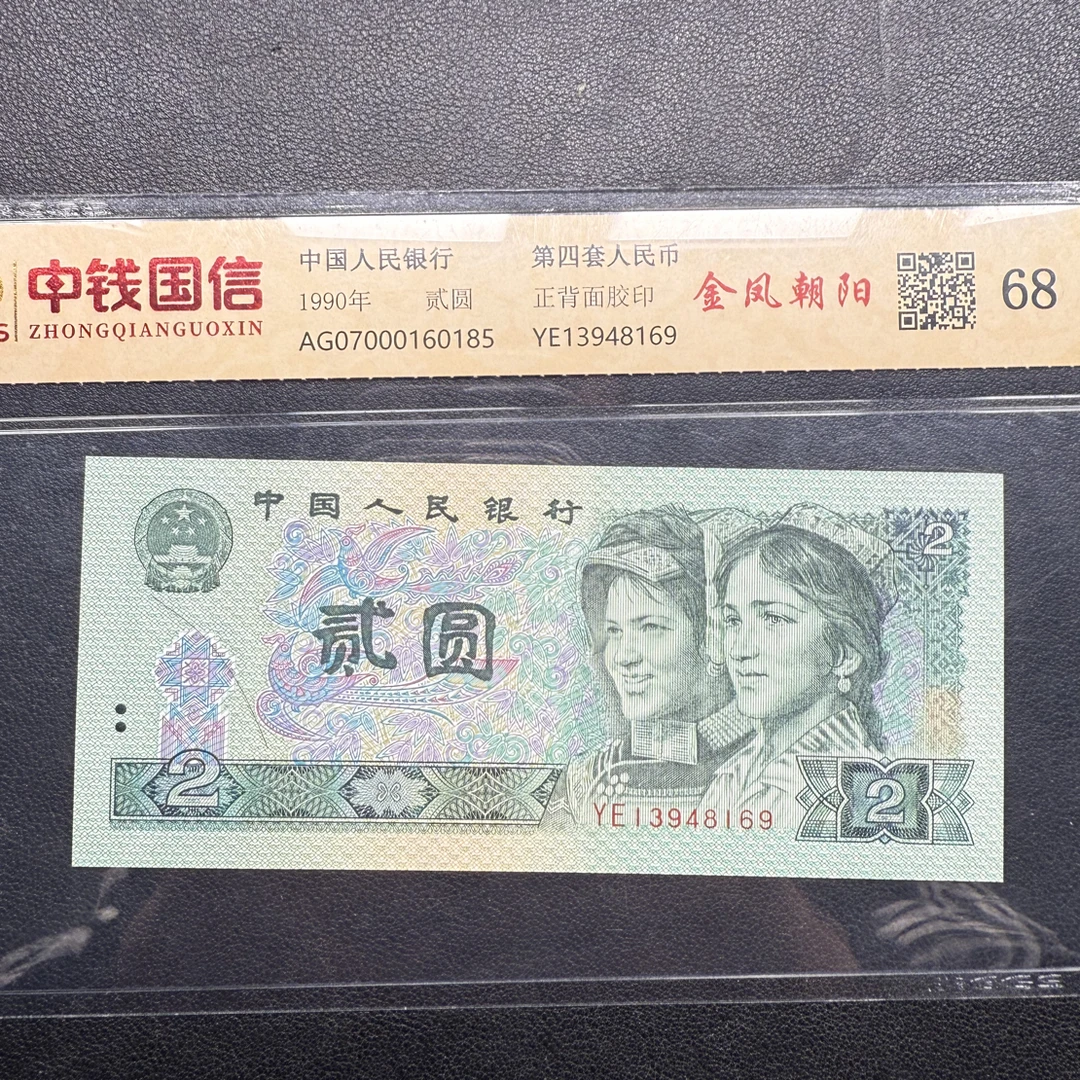 中钱国信
ZHONGQIANGUOXIN
中国人民银行
第四套人民币
1990年
贰圆
正背面胶印
AG07000160185
YE13948169
金凤朝阳
68
中国人民银行
2
贰圆
2
YE13948169
2